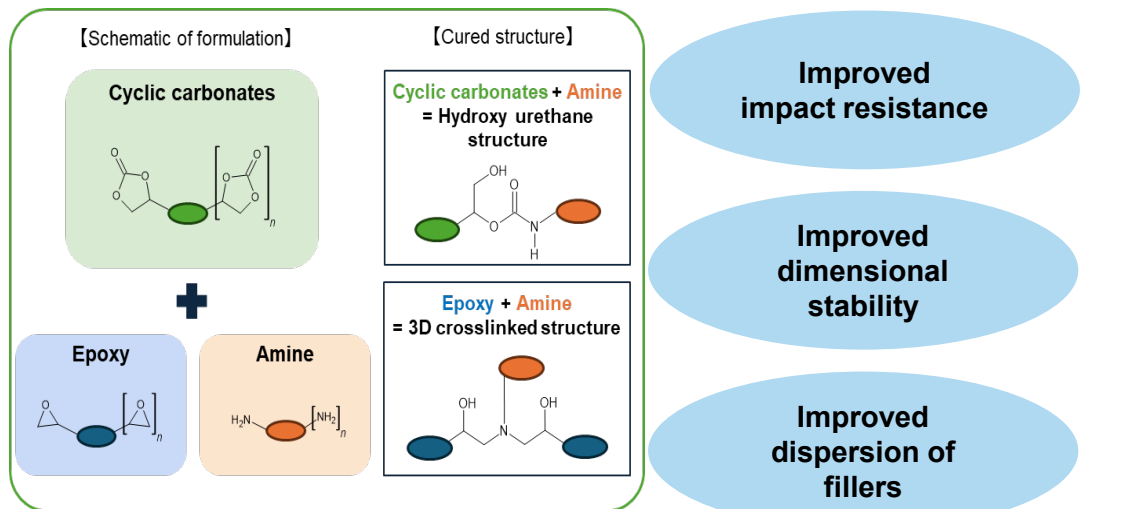 【Schematic of formulation】
Cyclic carbonates
O
O
O
O
O
O
n
Epoxy
O
O
n
Amine
H₂N
NH₂
n
【Cured structure】
Cyclic carbonates + Amine
= Hydroxy urethane
structure
OH
O
O
N
H
Epoxy + Amine
= 3D crosslinked structure
OH
OH
N
Improved
impact resistance
Improved
dimensional
stability
Improved
dispersion of
fillers